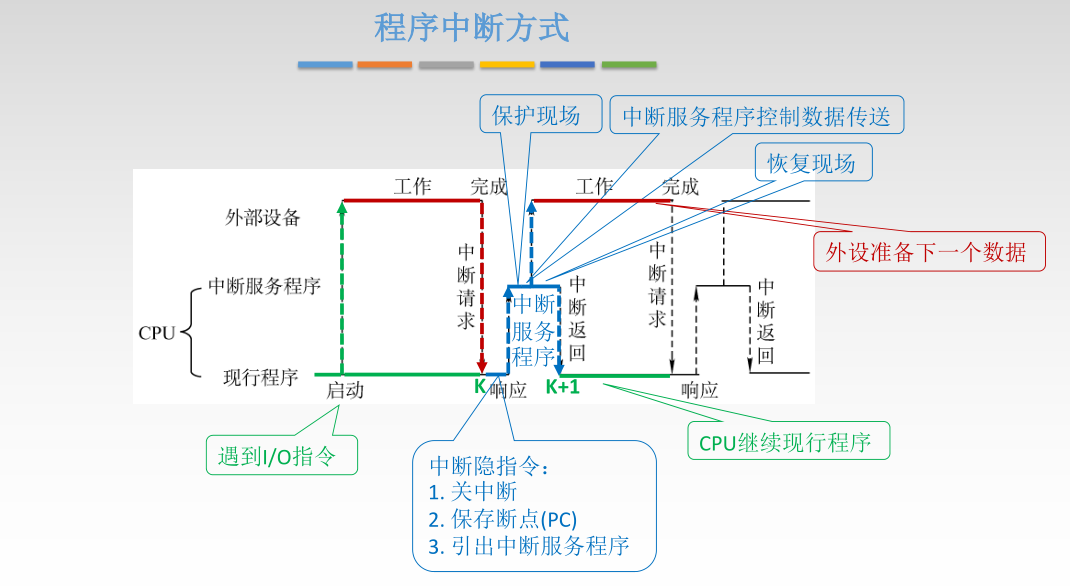 程序中断方式
保护现场
中断服务程序控制数据传送
恢复现场
工作
完成
工作
完成
外部设备
外设准备下一个数据
中断请求
中断请求
中断服务程序
中断服务程序
中断返回
中断返回
CPU
现行程序
启动
K
响应
K+1
响应
遇到I/O指令
CPU继续现行程序
中断隐指令：
1. 关中断
2. 保存断点(PC)
3. 引出中断服务程序